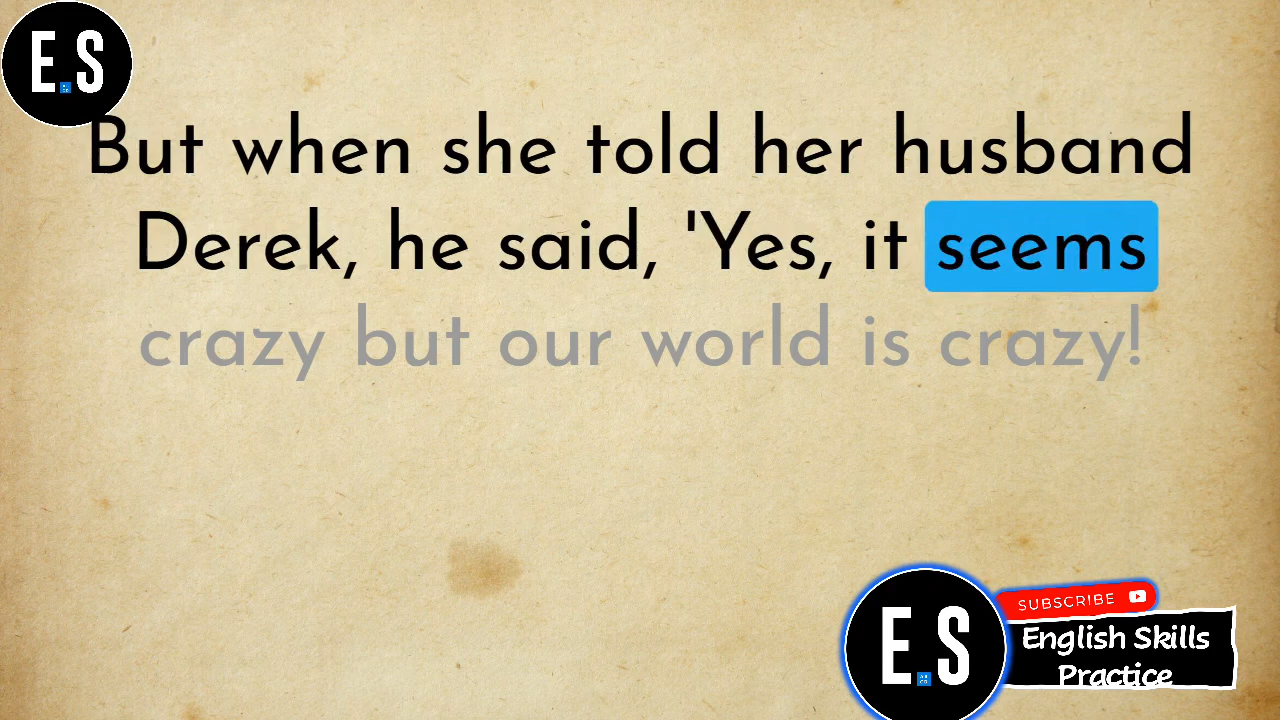 E.S
But when she told her husband
Derek, he said, 'Yes, it seems
crazy but our world is crazy!
SUBSCRIBE
E.S
English Skills
Practice